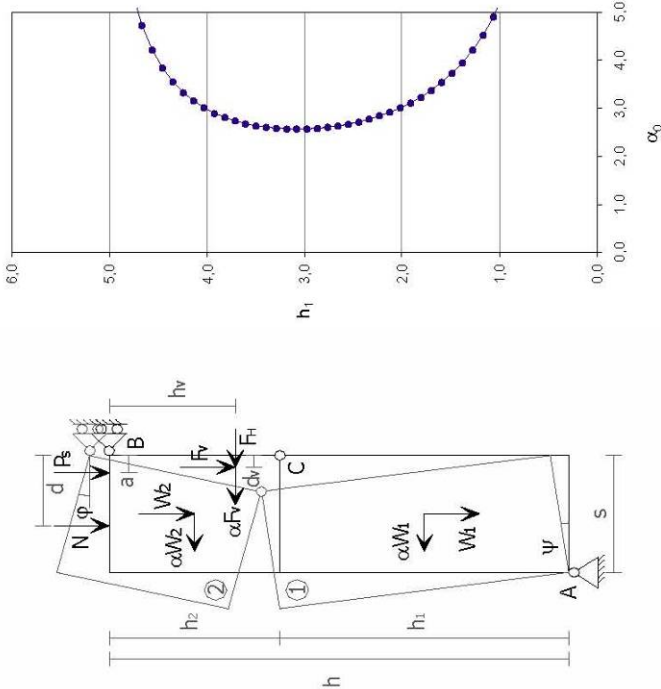 6,0
5,0
4,0
3,0
2,0
1,0
0,0
h1
0,0
1,0
2,0
3,0
4,0
5,0
α0
d
Ps
N
φ
a
B
hv
W2
αW2
Fv
FH
αFv
dv
C
2
1
αW1
W1
ψ
s
A
h2
h1
h